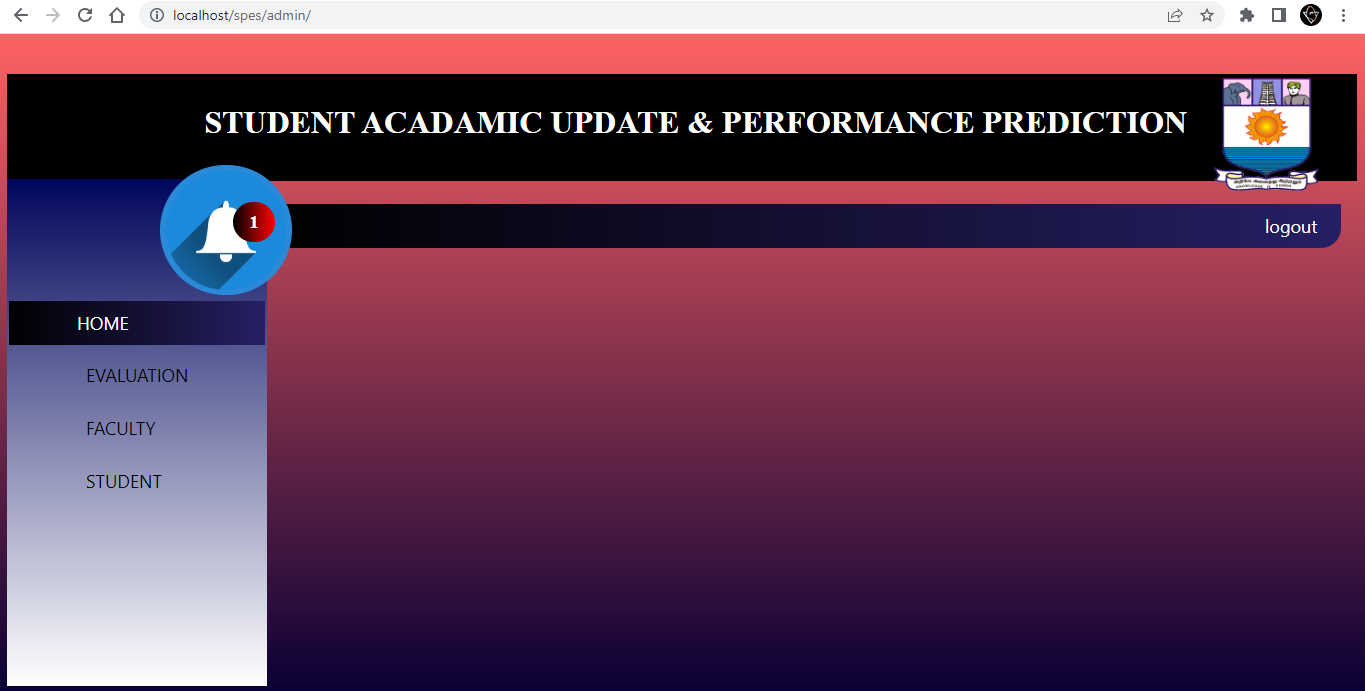 localhost/spes/admin/
STUDENT ACADAMIC UPDATE & PERFORMANCE PREDICTION
1
logout
HOME
EVALUATION
FACULTY
STUDENT